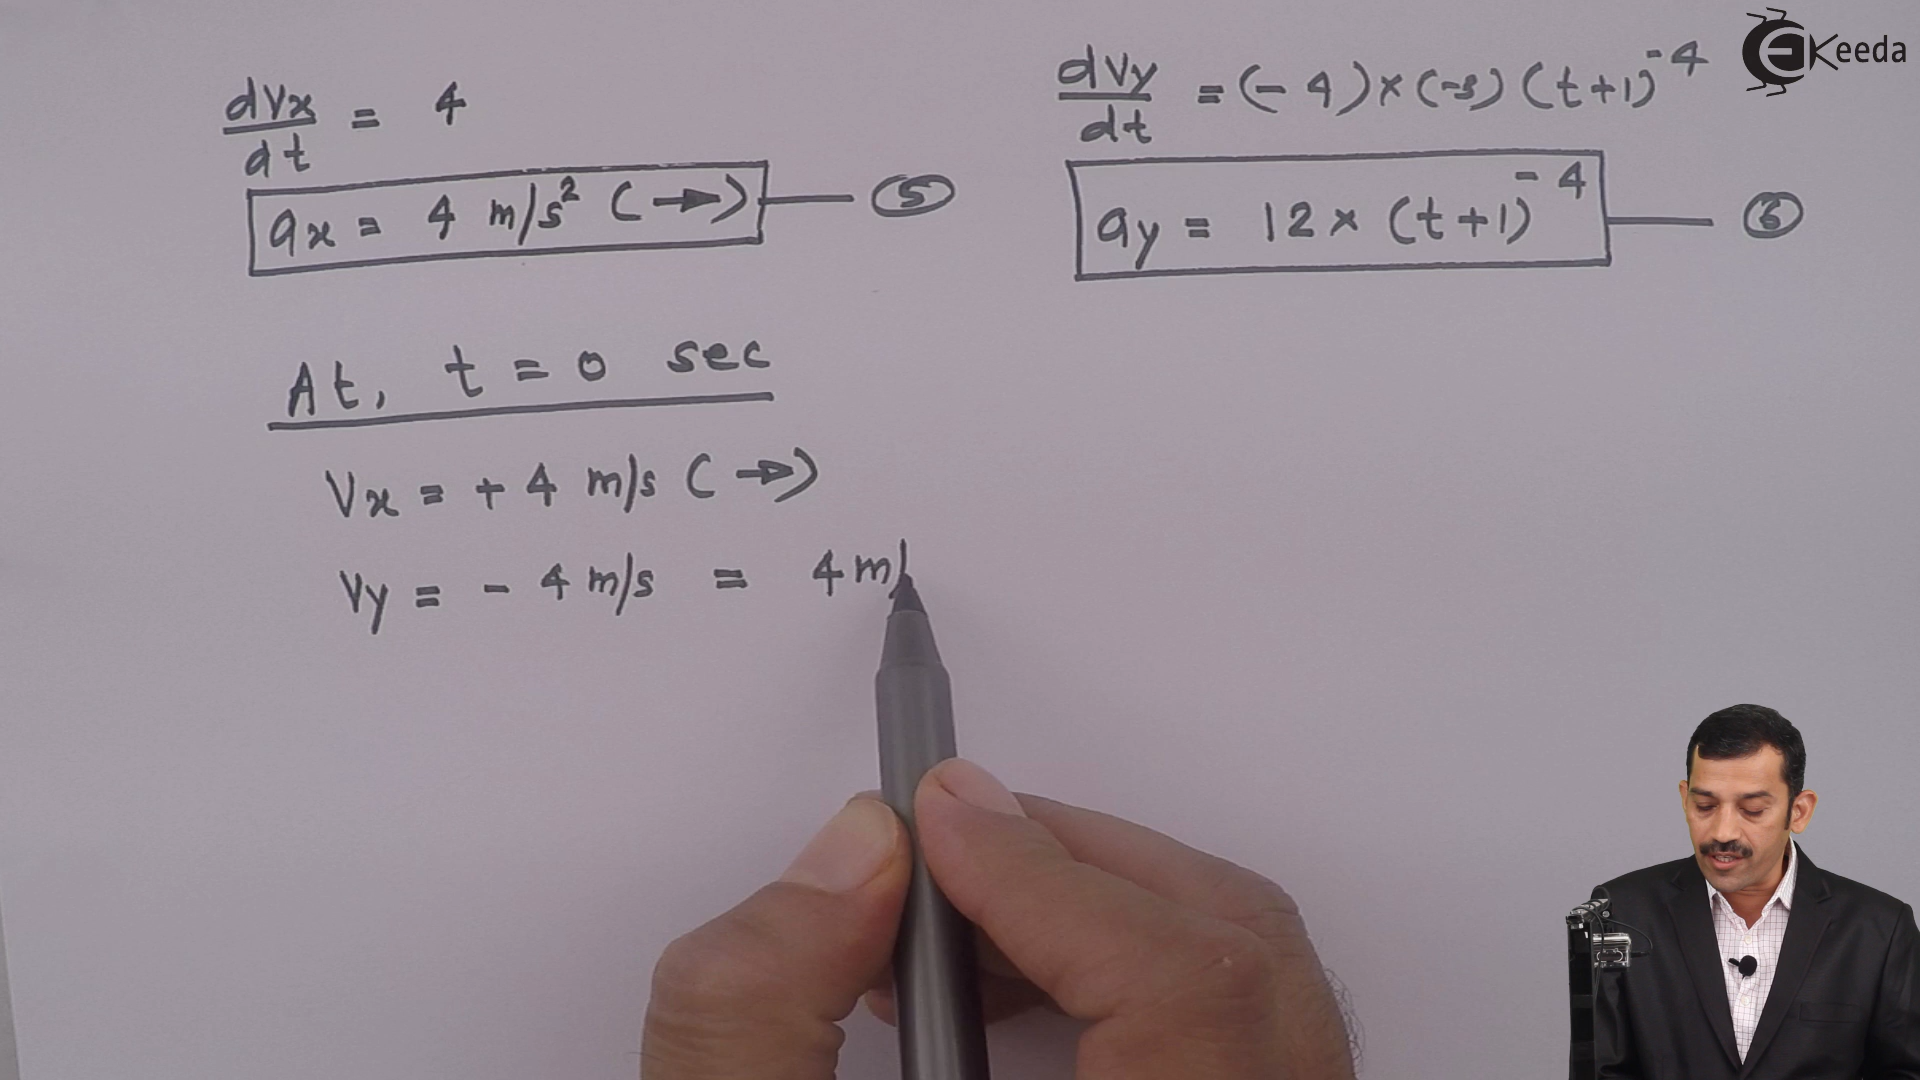 EKeeda
dVx/dt = 4
ax = 4 m/s² (→) — ⑤
dVy/dt = (-4)×(-3)(t+1)⁻⁴
ay = 12×(t+1)⁻⁴ — ⑥
At, t = 0 sec
Vx = +4 m/s (→)
Vy = -4 m/s = 4 m/